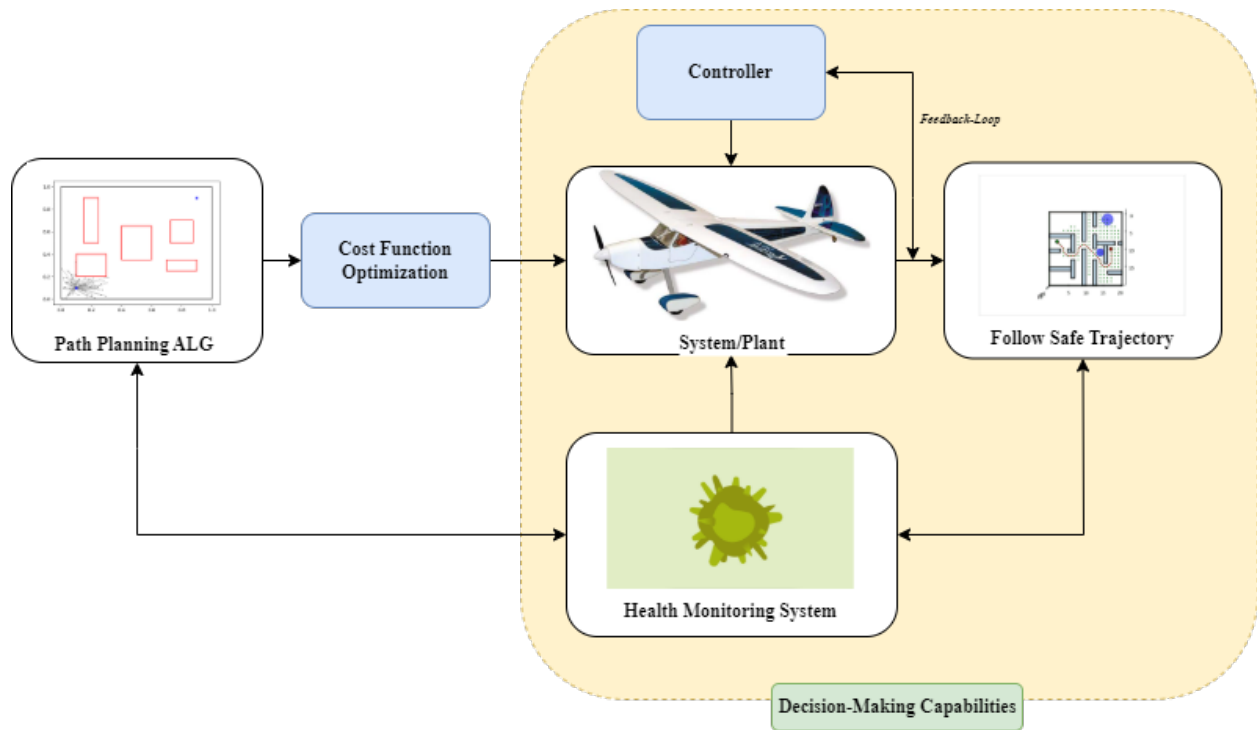 Controller
Feedback-Loop
Cost Function
Optimization
Path Planning ALG
System/Plant
Follow Safe Trajectory
Health Monitoring System
Decision-Making Capabilities